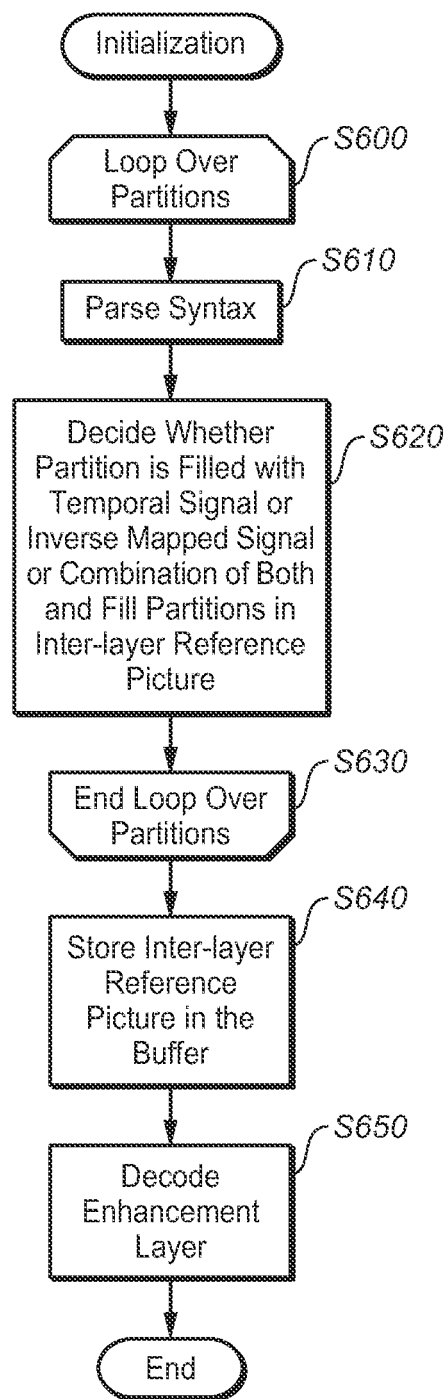 Initialization
S600
Loop Over
Partitions
S610
Parse Syntax
S620
Decide Whether
Partition is Filled with
Temporal Signal or
Inverse Mapped Signal
or Combination of Both
and Fill Partitions in
Inter-layer Reference
Picture
S630
End Loop Over
Partitions
S640
Store Inter-layer
Reference
Picture in the
Buffer
S650
Decode
Enhancement
Layer
End